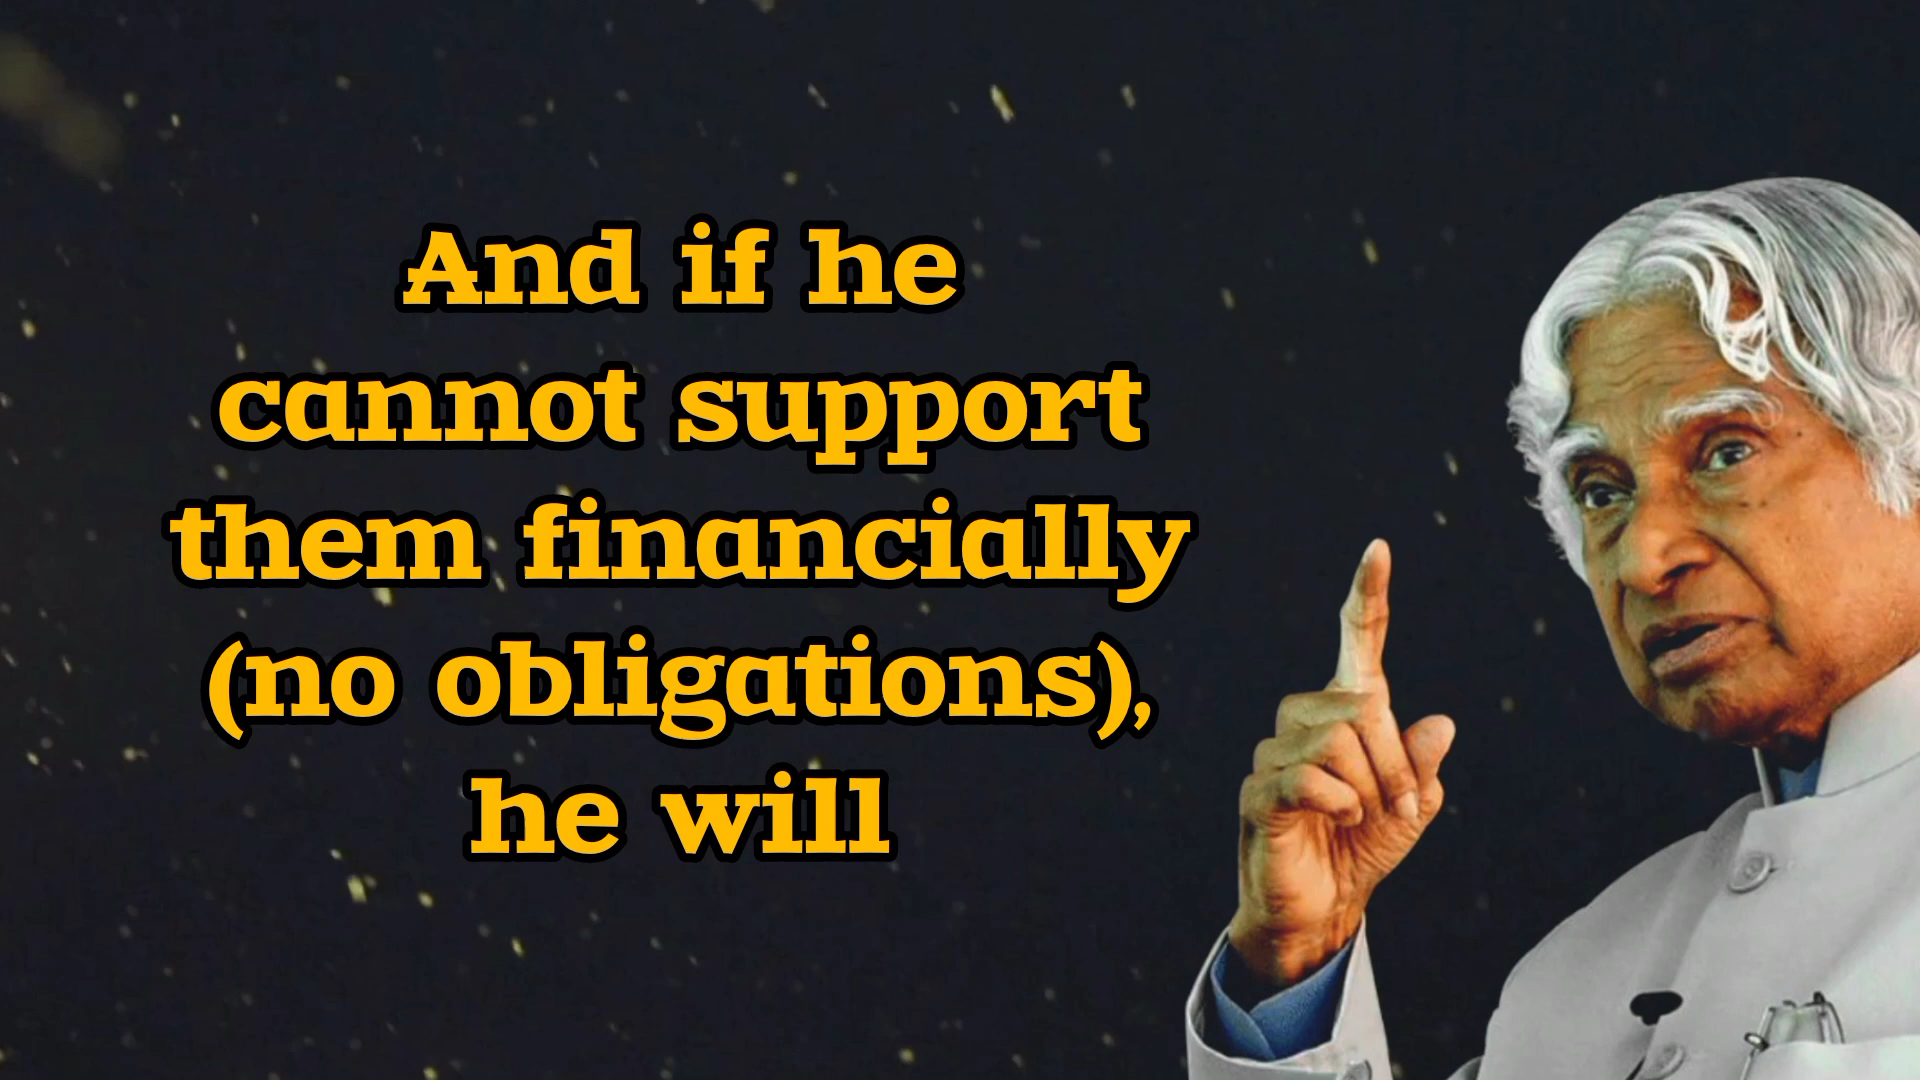 And if he
cannot support
them financially
(no obligations),
he will